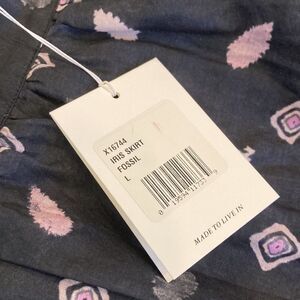 X16744
IRIS SKIRT
FOSSIL
L
MADE TO LIVE IN